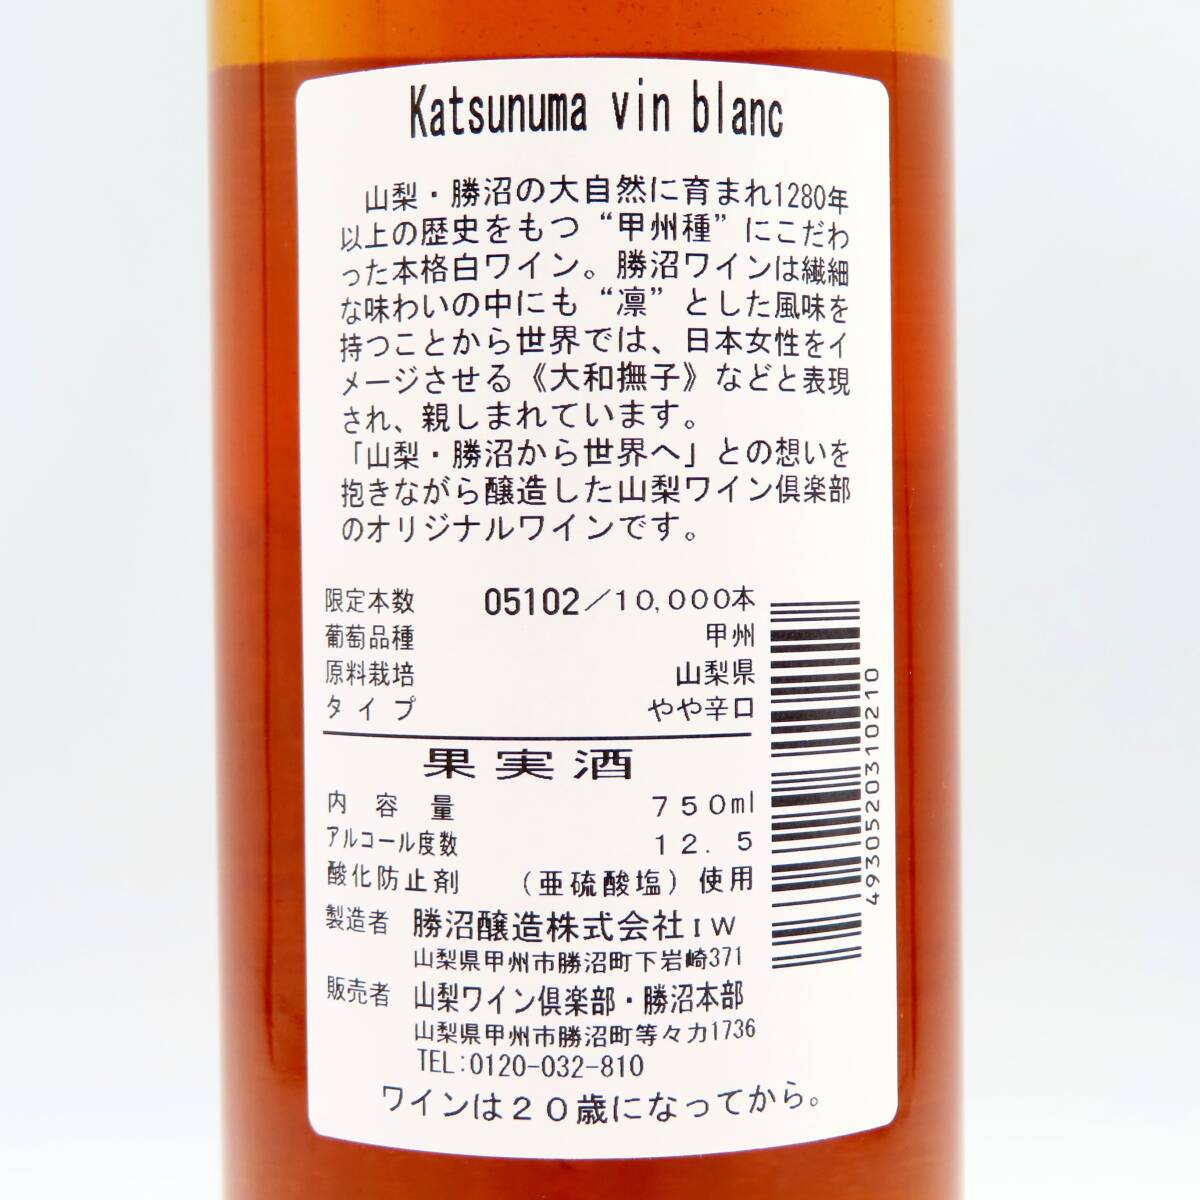 Katsunuma vin blanc
山梨・勝沼の大自然に育まれ1280年
以上の歴史をもつ“甲州種”にこだわ
った本格白ワイン。勝沼ワインは繊細
な味わいの中にも“凛”とした風味を
持つことから世界では、日本女性をイ
メージさせる《大和撫子》などと表現
され、親しまれています。
「山梨・勝沼から世界へ」との想いを
抱きながら醸造した山梨ワイン倶楽部
のオリジナルワインです。
限定本数 05102／10,000本
葡萄品種 甲州
原料栽培 山梨県
タイプ やや辛口
果実酒
内容量 750ml
アルコール度数 12.5
酸化防止剤 （亜硫酸塩）使用
製造者 勝沼醸造株式会社IW
山梨県甲州市勝沼町下岩崎371
販売者 山梨ワイン倶楽部・勝沼本部
山梨県甲州市勝沼町等々力1736
TEL:0120-032-810
ワインは20歳になってから。
4930520310210